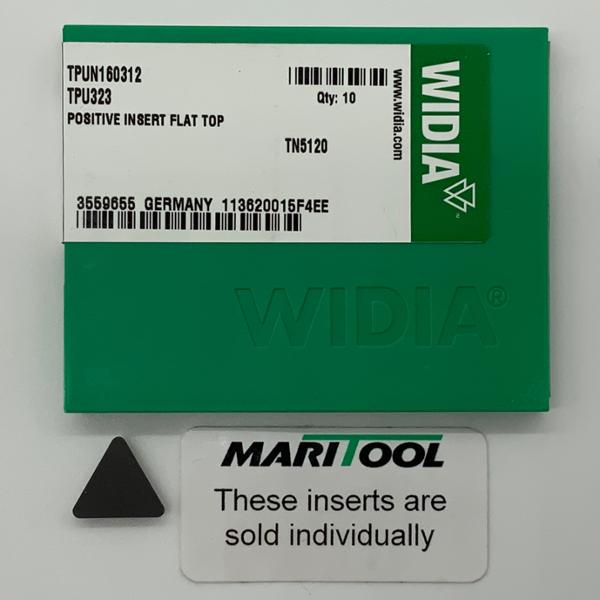 TPUN160312
TPU323
Qty: 10
POSITIVE INSERT FLAT TOP
TN5120
3559655 GERMANY 113620015F4EE
www.widia.com
WIDIA
™
WIDIA®
MARITOOL
These inserts are
sold individually